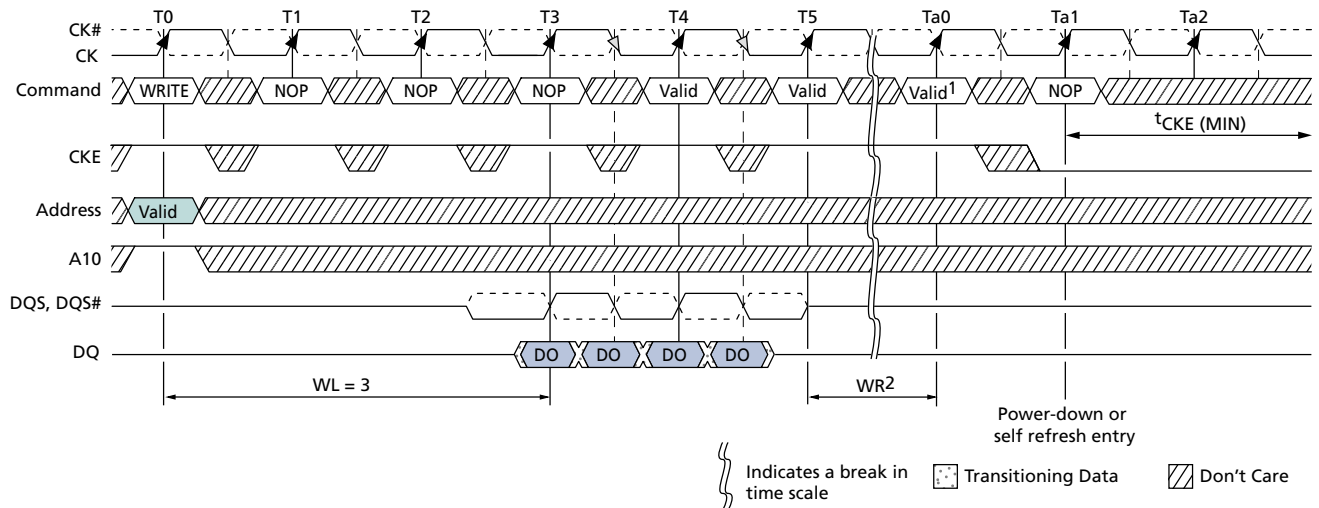 T0 T1 T2 T3 T4 T5 Ta0 Ta1 Ta2
CK#
CK
Command WRITE NOP NOP NOP Valid Valid Valid1 NOP
tCKE (MIN)
CKE
Address Valid
A10
DQS, DQS#
DQ DO DO DO DO
WL = 3 WR2
Power-down or
self refresh entry
Indicates a break in
time scale
Transitioning Data
Don't Care